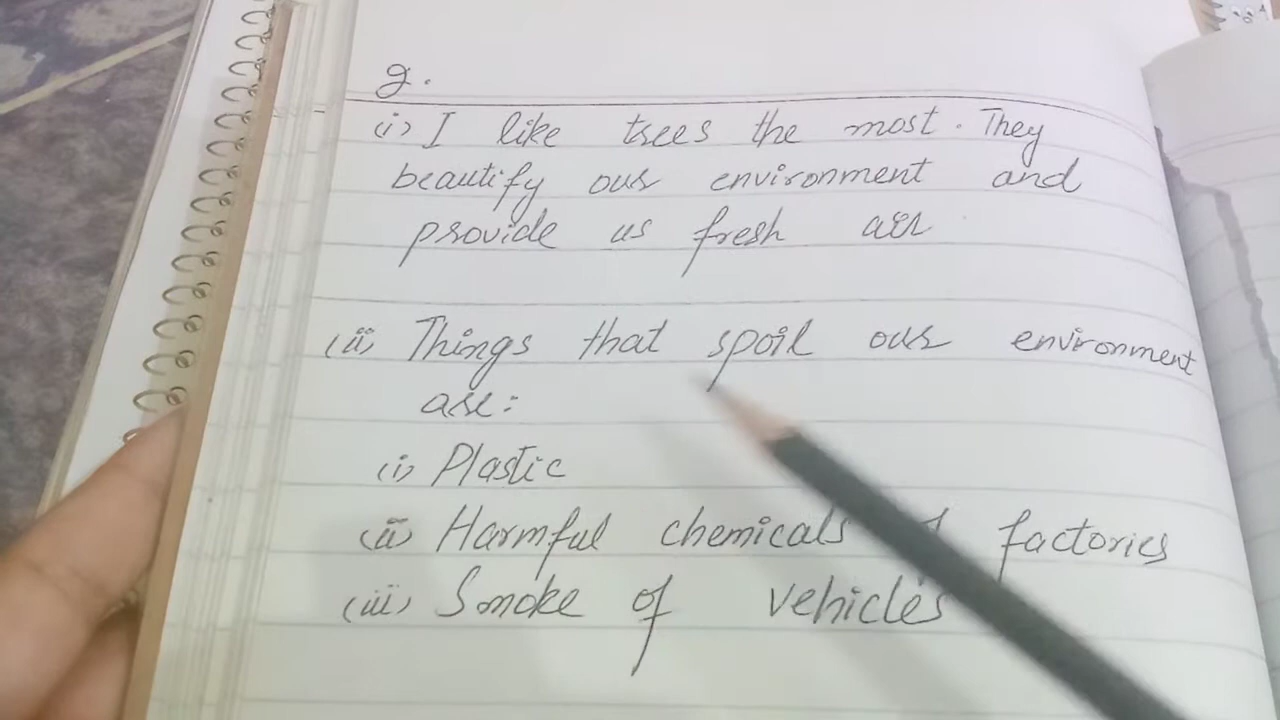 g.
(i) I like trees the most. They
beautify our environment and
provide us fresh air
(ii) Things that spoil our environment
are:
(i) Plastic
(ii) Harmful chemicals factories
(iii) Smoke of vehicles